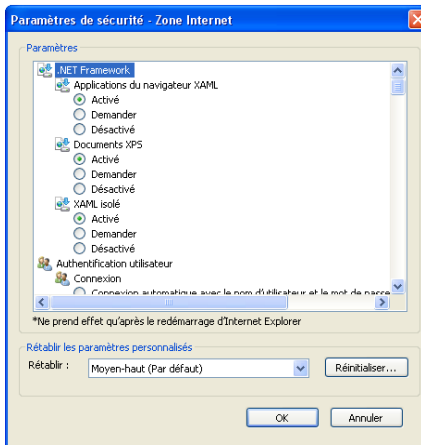 Paramètres de sécurité - Zone Internet
Paramètres
.NET Framework
Applications du navigateur XAML
Activé
Demander
Désactivé
Documents XPS
Activé
Demander
Désactivé
XAML isolé
Activé
Demander
Désactivé
Authentification utilisateur
Connexion
Connexion automatique avec le nom d'utilisateur et le mot de passe
*Ne prend effet qu'après le redémarrage d'Internet Explorer
Rétablir les paramètres personnalisés
Rétablir :
Moyen-haut (Par défaut)
Réinitialiser...
OK
Annuler